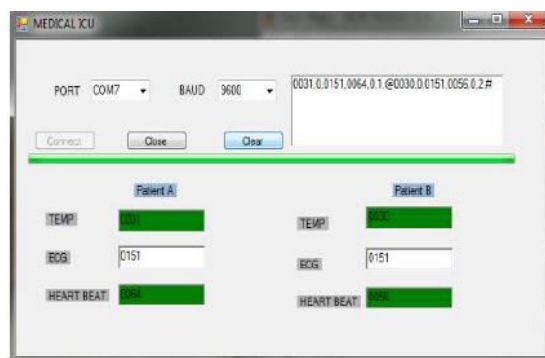 MEDICAL ICU
PORT COM7 BAUD 9600
0031,0,0151,0064,0,1,@0030,0,0151,0056,0,2,#
Connect Close Clear
Patient A Patient B
TEMP 0031 TEMP 0030
ECG 0151 ECG 0151
HEART BEAT 0064 HEART BEAT 0056